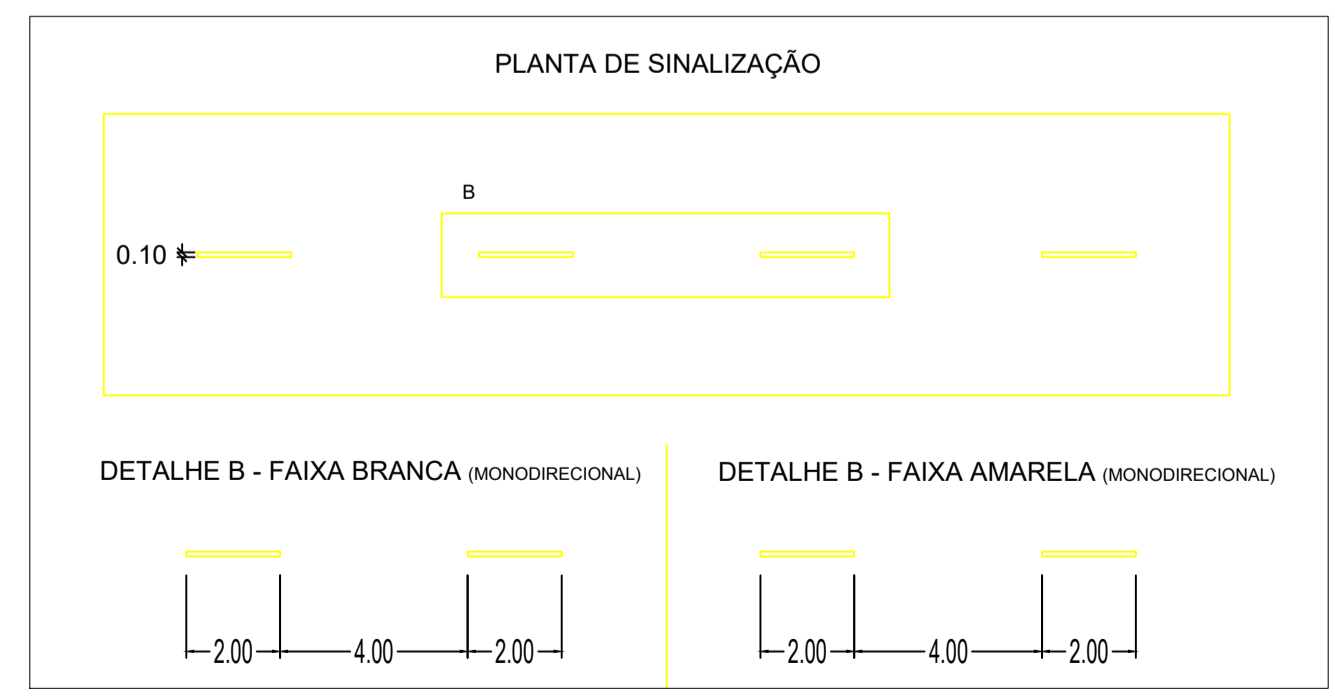 PLANTA DE SINALIZAÇÃO
B
0.10
DETALHE B - FAIXA BRANCA (MONODIRECIONAL)
DETALHE B - FAIXA AMARELA (MONODIRECIONAL)
2.00 4.00 2.00
2.00 4.00 2.00